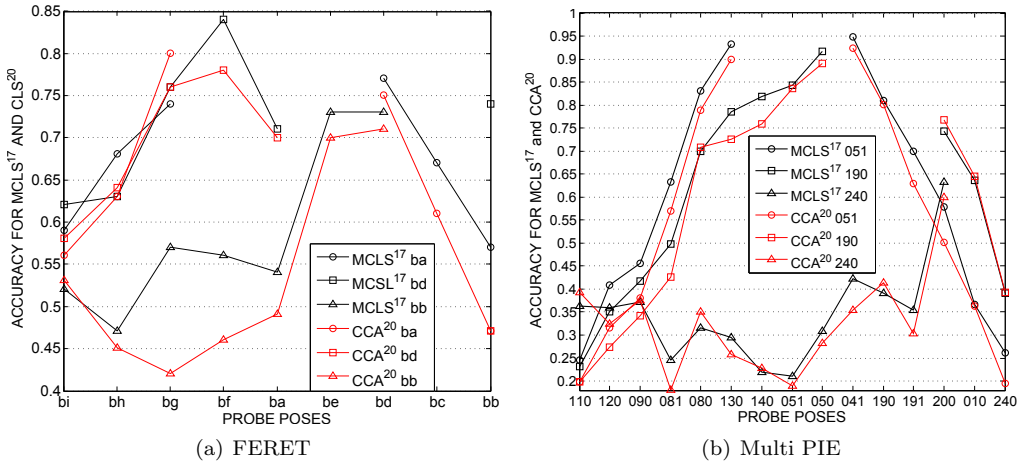 ACCURACY FOR MCLS17 AND CLS20
0.85
0.8
0.75
0.7
0.65
0.6
0.55
0.5
0.45
0.4
MCLS17 ba
MCSL17 bd
MCLS17 bb
CCA20 ba
CCA20 bd
CCA20 bb
bi bh bg bf ba be bd bc bb
PROBE POSES
(a) FERET
ACCURACY FOR MCLS17 and CCA20
1
0.95
0.9
0.85
0.8
0.75
0.7
0.65
0.6
0.55
0.5
0.45
0.4
0.35
0.3
0.25
0.2
MCLS17 051
MCLS17 190
MCLS17 240
CCA20 051
CCA20 190
CCA20 240
110 120 090 081 080 130 140 051 050 041 190 191 200 010 240
PROBE POSES
(b) Multi PIE